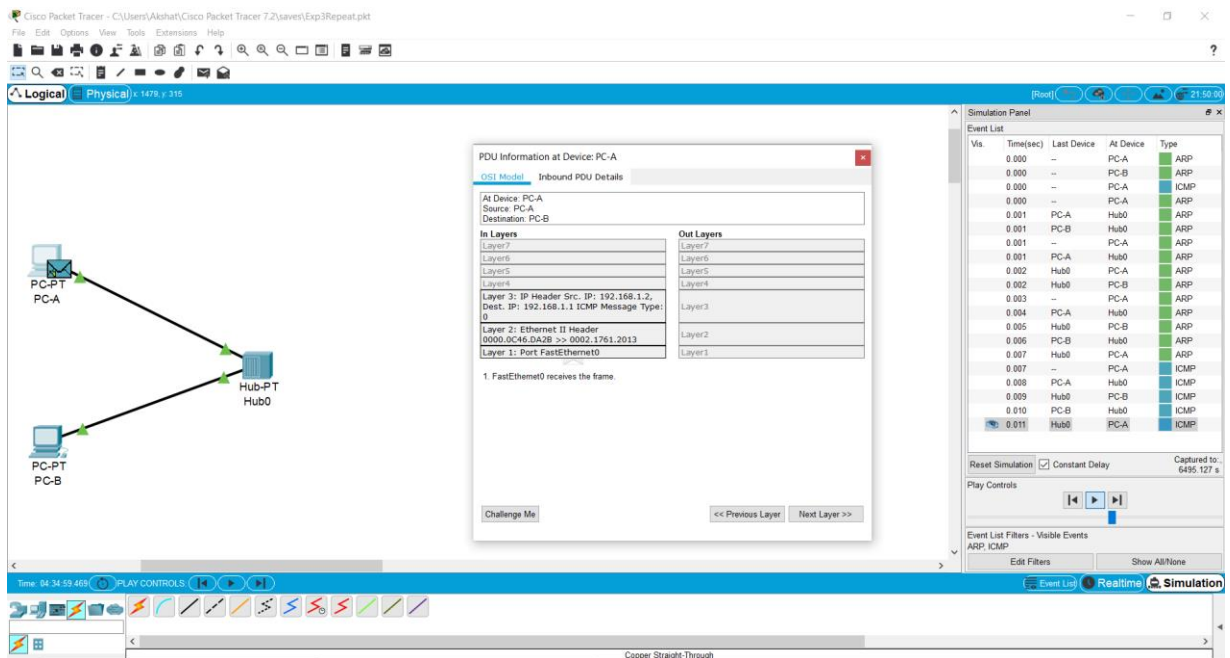 Cisco Packet Tracer - C:\Users\Akshat\Cisco Packet Tracer 7.2\saves\Exp3Repeat.pkt
File Edit Options View Tools Extensions Help
?
Logical Physical x: 1479, y: 315 [Root] 21:50:00
PC-PT
PC-A
Hub-PT
Hub0
PC-PT
PC-B
PDU Information at Device: PC-A
OSI Model Inbound PDU Details
At Device: PC-A
Source: PC-A
Destination: PC-B
In Layers Out Layers
Layer7 Layer7
Layer6 Layer6
Layer5 Layer5
Layer4 Layer4
Layer 3: IP Header Src. IP: 192.168.1.2,
Dest. IP: 192.168.1.1 ICMP Message Type:
0
Layer3
Layer 2: Ethernet II Header
0000.0C46.DA2B >> 0002.1761.2013
Layer2
Layer 1: Port FastEthernet0 Layer1
1. FastEthernet0 receives the frame.
Challenge Me << Previous Layer Next Layer >>
Simulation Panel
Event List
Vis. Time(sec) Last Device At Device Type
0.000 -- PC-A ARP
0.000 -- PC-B ARP
0.000 -- PC-A ICMP
0.000 -- PC-A ARP
0.001 PC-A Hub0 ARP
0.001 PC-B Hub0 ARP
0.001 -- PC-A ARP
0.001 PC-A Hub0 ARP
0.002 Hub0 PC-A ARP
0.002 Hub0 PC-B ARP
0.003 -- PC-A ARP
0.004 PC-A Hub0 ARP
0.005 Hub0 PC-B ARP
0.006 PC-B Hub0 ARP
0.007 Hub0 PC-A ARP
0.007 -- PC-A ICMP
0.008 PC-A Hub0 ICMP
0.009 Hub0 PC-B ICMP
0.010 PC-B Hub0 ICMP
0.011 Hub0 PC-A ICMP
Reset Simulation Constant Delay Captured to:
6495.127 s
Play Controls
Event List Filters - Visible Events
ARP, ICMP
Edit Filters Show All/None
Time: 04:34:59.469 PLAY CONTROLS: Event List Realtime Simulation
Copper Straight-Through